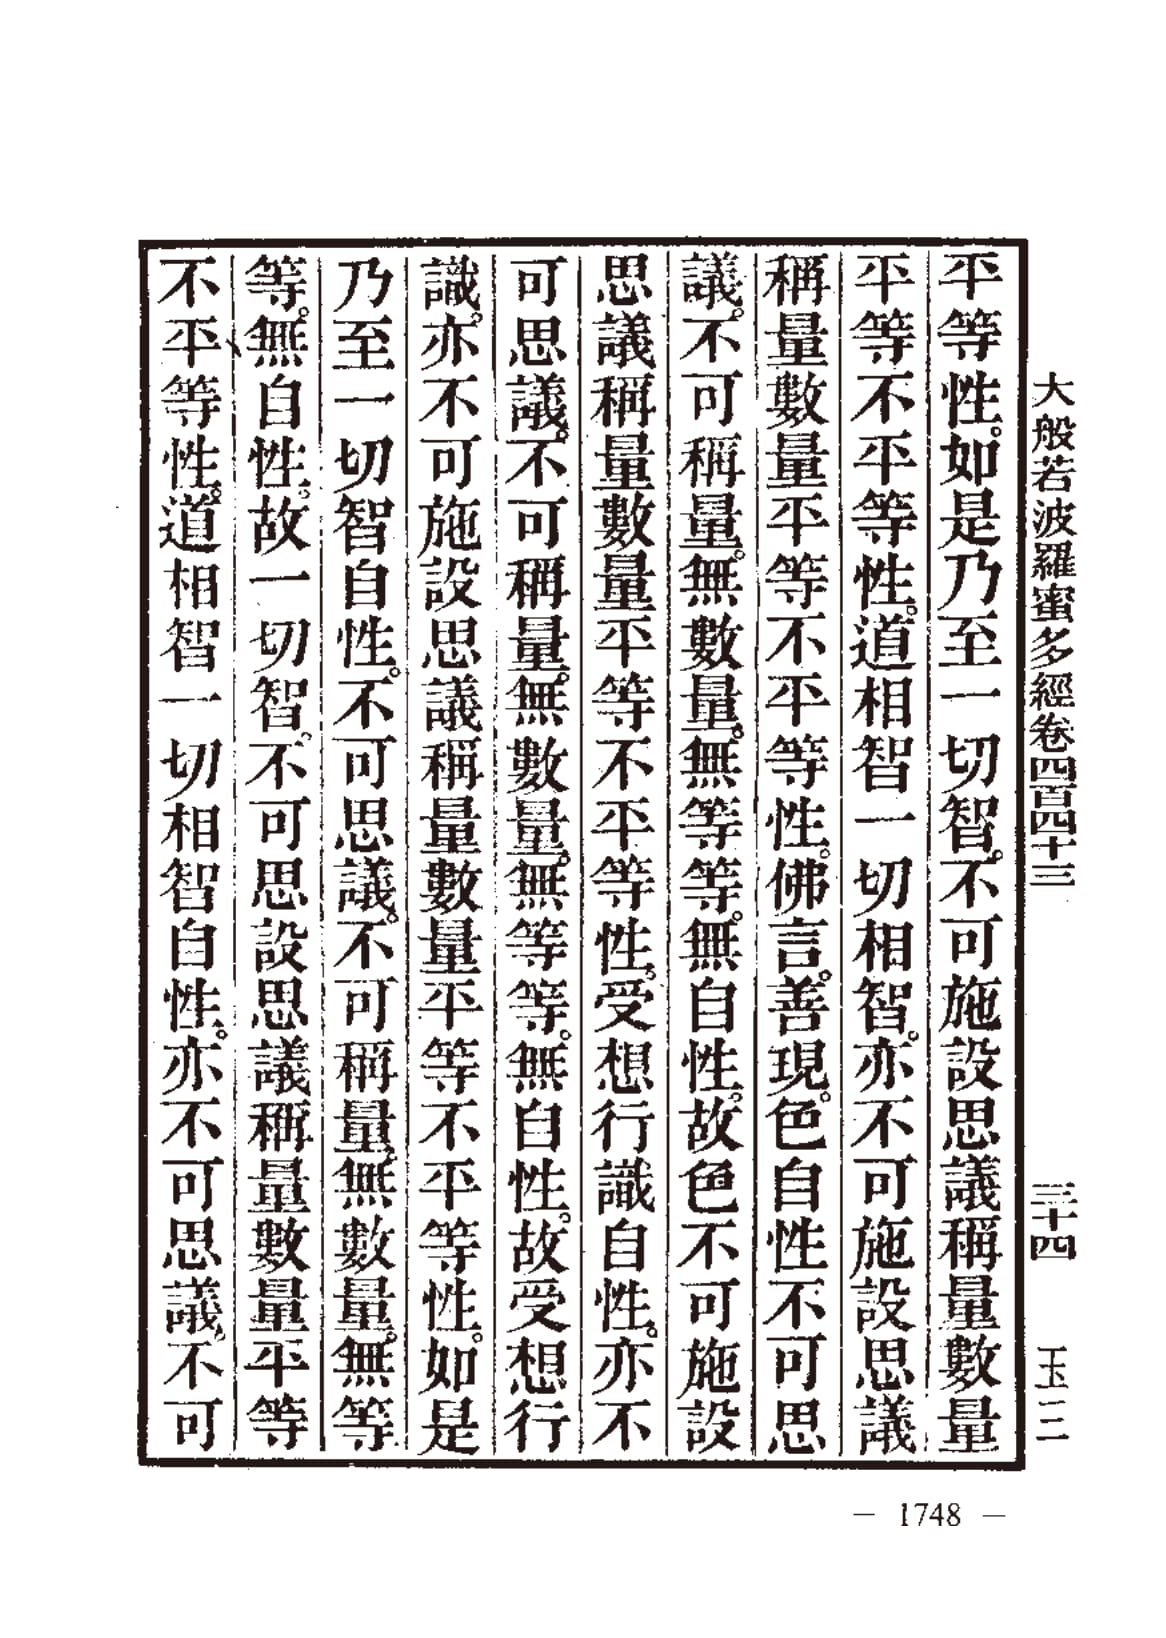 大般若波羅蜜多經卷四百四十三 三十四 玉三
平等性。如是乃至一切智。不可施設思議稱量數量
平等不平等性。道相智一切相智。亦不可施設思議
稱量數量平等不平等性。佛言。善現。色自性不可思
議。不可稱量。無數量。無等等。無自性。故色不可施設
思議稱量數量平等不平等性。受想行識自性。亦不
可思議。不可稱量。無數量。無等等。無自性。故受想行
識。亦不可施設思議稱量數量平等不平等性。如是
乃至一切智自性。不可思議。不可稱量。無數量。無等
等。無自性。故一切智。不可思設思議稱量數量平等
不平等性。道相智一切相智自性。亦不可思議。不可
— 1748 —